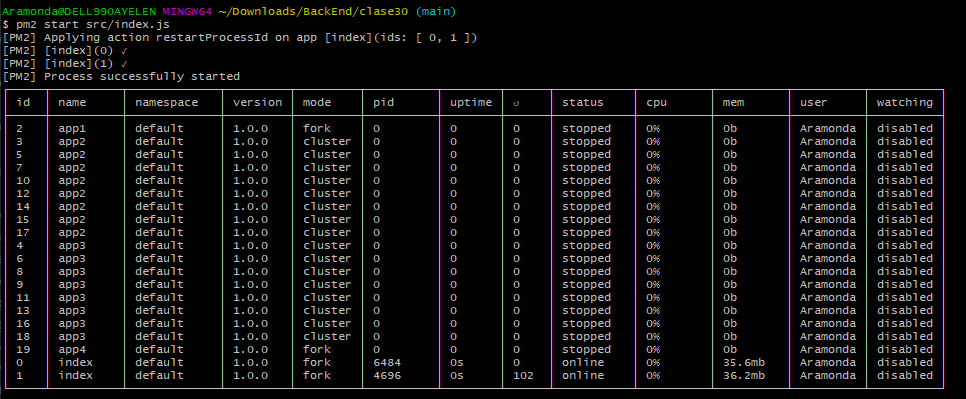 Aramonda@DELL990AYELEN MINGW64 ~/Downloads/BackEnd/clase30 (main)
$ pm2 start src/index.js
[PM2] Applying action restartProcessId on app [index](ids: [ 0, 1 ])
[PM2] [index](0) ✓
[PM2] [index](1) ✓
[PM2] Process successfully started
id name namespace version mode pid uptime ↺ status cpu mem user watching
2 app1 default 1.0.0 fork 0 0 0 stopped 0% 0b Aramonda disabled
3 app2 default 1.0.0 cluster 0 0 0 stopped 0% 0b Aramonda disabled
5 app2 default 1.0.0 cluster 0 0 0 stopped 0% 0b Aramonda disabled
7 app2 default 1.0.0 cluster 0 0 0 stopped 0% 0b Aramonda disabled
10 app2 default 1.0.0 cluster 0 0 0 stopped 0% 0b Aramonda disabled
12 app2 default 1.0.0 cluster 0 0 0 stopped 0% 0b Aramonda disabled
14 app2 default 1.0.0 cluster 0 0 0 stopped 0% 0b Aramonda disabled
15 app2 default 1.0.0 cluster 0 0 0 stopped 0% 0b Aramonda disabled
17 app2 default 1.0.0 cluster 0 0 0 stopped 0% 0b Aramonda disabled
4 app3 default 1.0.0 cluster 0 0 0 stopped 0% 0b Aramonda disabled
6 app3 default 1.0.0 cluster 0 0 0 stopped 0% 0b Aramonda disabled
8 app3 default 1.0.0 cluster 0 0 0 stopped 0% 0b Aramonda disabled
9 app3 default 1.0.0 cluster 0 0 0 stopped 0% 0b Aramonda disabled
11 app3 default 1.0.0 cluster 0 0 0 stopped 0% 0b Aramonda disabled
13 app3 default 1.0.0 cluster 0 0 0 stopped 0% 0b Aramonda disabled
16 app3 default 1.0.0 cluster 0 0 0 stopped 0% 0b Aramonda disabled
18 app3 default 1.0.0 cluster 0 0 0 stopped 0% 0b Aramonda disabled
19 app4 default 1.0.0 fork 0 0 0 stopped 0% 0b Aramonda disabled
0 index default 1.0.0 fork 6484 0s 0 online 0% 35.6mb Aramonda disabled
1 index default 1.0.0 fork 4696 0s 102 online 0% 36.2mb Aramonda disabled